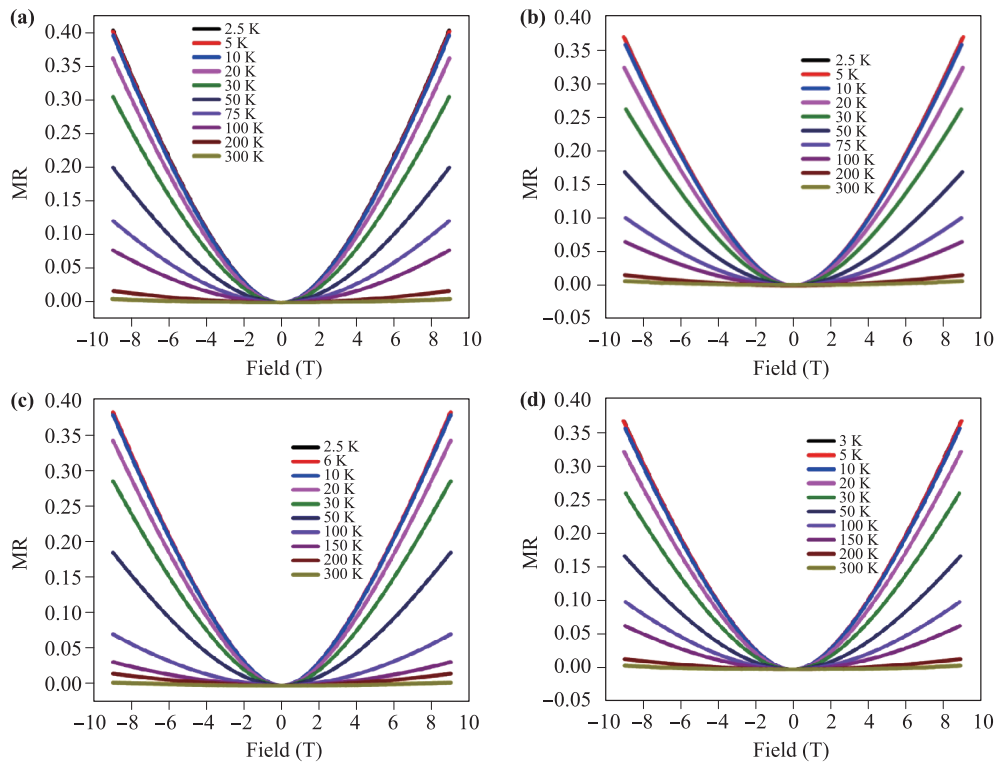 (a)
0.40
0.35
0.30
0.25
0.20
0.15
0.10
0.05
0.00
MR
2.5 K
5 K
10 K
20 K
30 K
50 K
75 K
100 K
200 K
300 K
−10 −8 −6 −4 −2 0 2 4 6 8 10
Field (T)
(b)
0.40
0.35
0.30
0.25
0.20
0.15
0.10
0.05
0.00
−0.05
MR
2.5 K
5 K
10 K
20 K
30 K
50 K
75 K
100 K
200 K
300 K
−10 −8 −6 −4 −2 0 2 4 6 8 10
Field (T)
(c)
0.40
0.35
0.30
0.25
0.20
0.15
0.10
0.05
0.00
MR
2.5 K
6 K
10 K
20 K
30 K
50 K
100 K
150 K
200 K
300 K
−10 −8 −6 −4 −2 0 2 4 6 8 10
Field (T)
(d)
0.40
0.35
0.30
0.25
0.20
0.15
0.10
0.05
0.00
−0.05
MR
3 K
5 K
10 K
20 K
30 K
50 K
100 K
150 K
200 K
300 K
−10 −8 −6 −4 −2 0 2 4 6 8 10
Field (T)